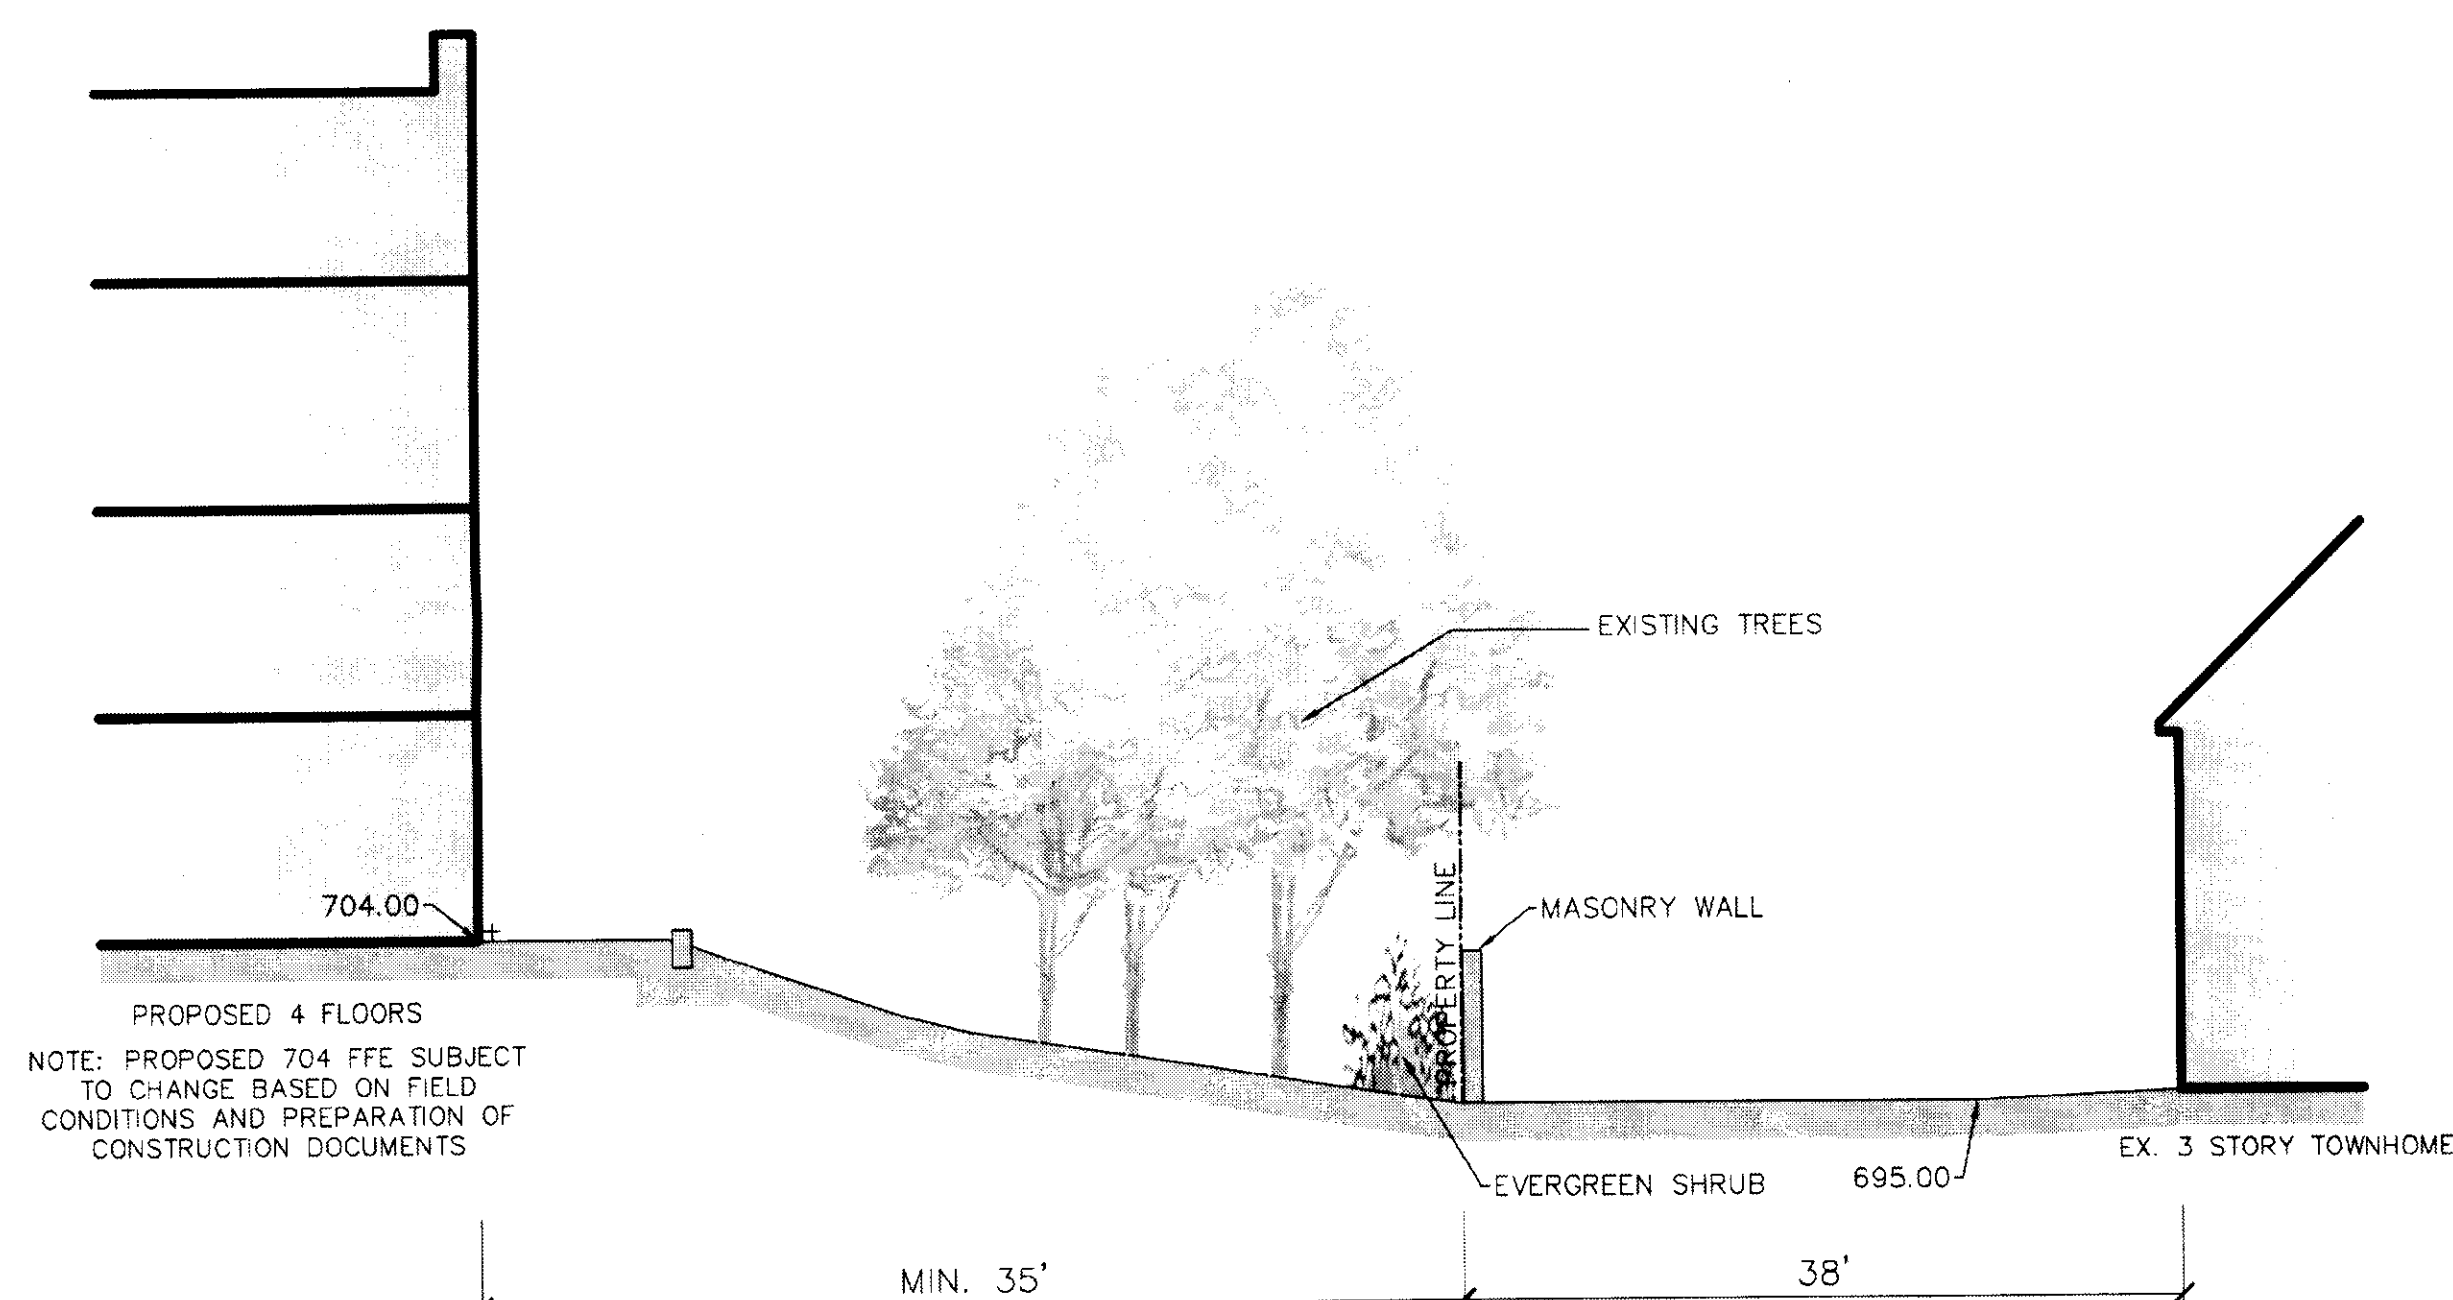 EXISTING TREES
PROPERTY LINE
MASONRY WALL
704.00
PROPOSED 4 FLOORS
NOTE: PROPOSED 704 FFE SUBJECT
TO CHANGE BASED ON FIELD
CONDITIONS AND PREPARATION OF
CONSTRUCTION DOCUMENTS
EX. 3 STORY TOWNHOME
EVERGREEN SHRUB
695.00
MIN. 35'
38'